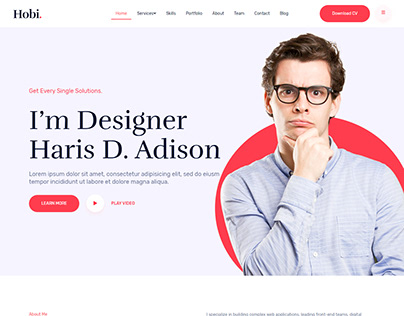 Hobi.
Home Services Skills Portfolio About Team Contact Blog
Download CV
Get Every Single Solutions.
I'm Designer
Haris D. Adison
Lorem ipsum dolor sit amet, consectetur adipisicing elit, sed do eiusm
tempor incididunt ut labore et dolore magna aliqua.
LEARN MORE
PLAY VIDEO
About Me
I specialize in building complex web applications, leading front-end teams, digital